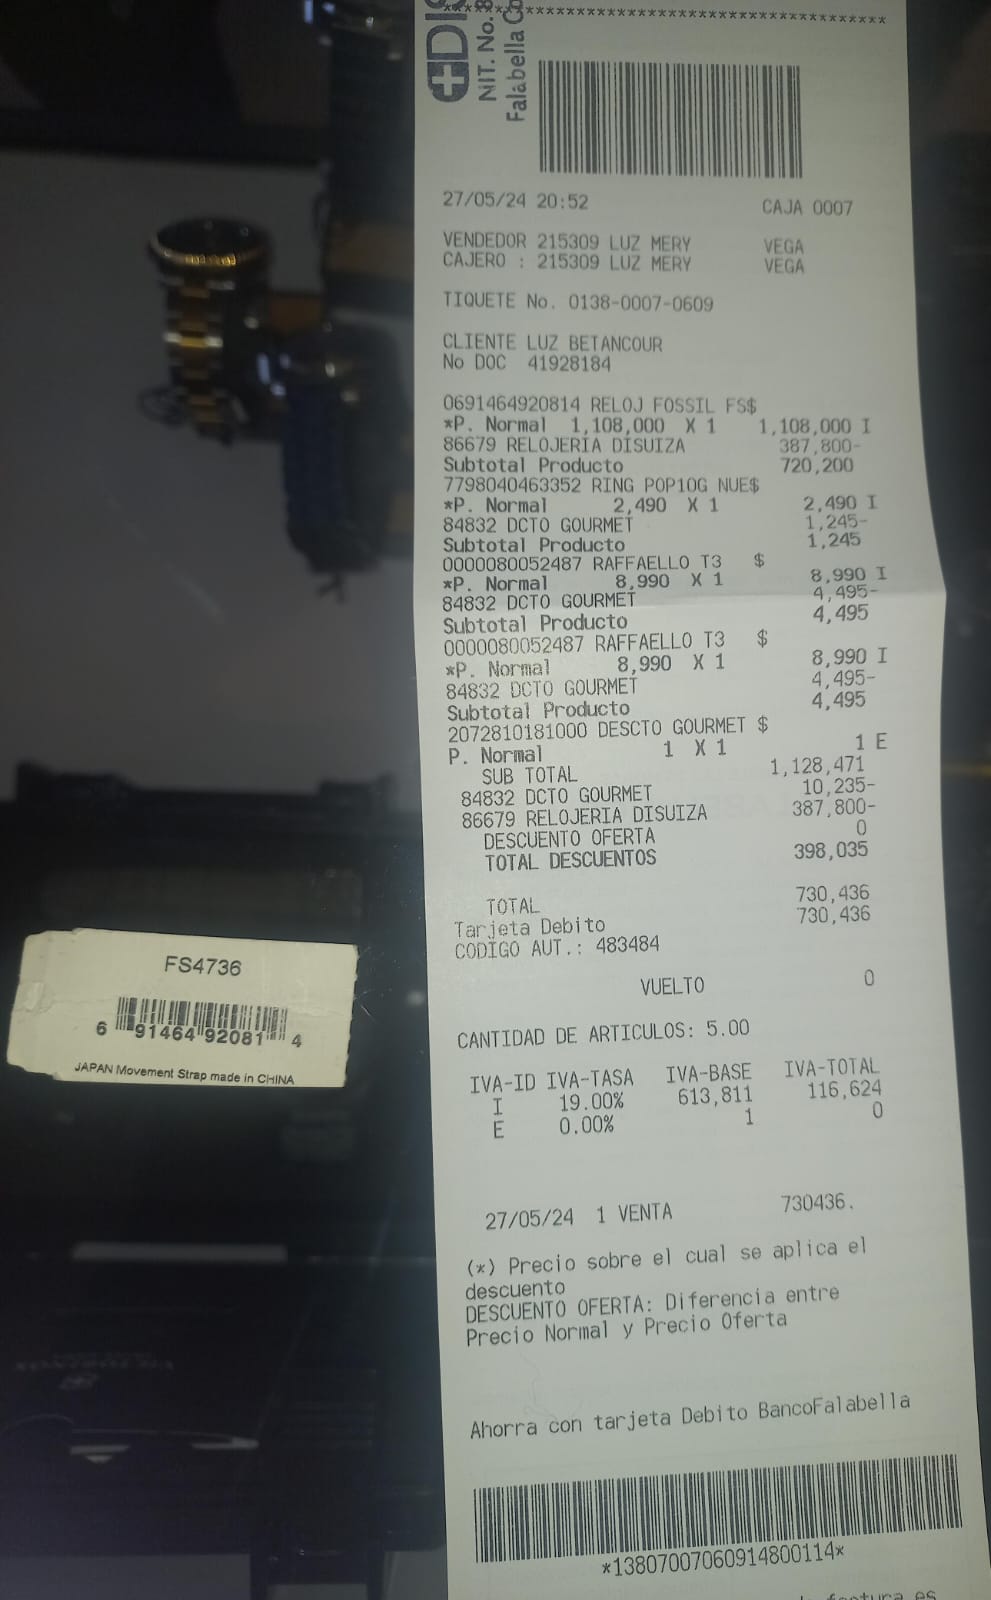 *****************************************
DI
NIT. No. 8
Falabella Co
27/05/24 20:52 CAJA 0007
VENDEDOR 215309 LUZ MERY VEGA
CAJERO : 215309 LUZ MERY VEGA
TIQUETE No. 0138-0007-0609
CLIENTE LUZ BETANCOUR
No DOC 41928184
0691464920814 RELOJ FOSSIL FS$
*P. Normal 1,108,000 X 1 1,108,000 I
86679 RELOJERIA DISUIZA 387,800-
Subtotal Producto 720,200
7798040463352 RING POP10G NUE$
*P. Normal 2,490 X 1 2,490 I
84832 DCTO GOURMET 1,245-
Subtotal Producto 1,245
0000080052487 RAFFAELLO T3 $
*P. Normal 8,990 X 1 8,990 I
84832 DCTO GOURMET 4,495-
Subtotal Producto 4,495
0000080052487 RAFFAELLO T3 $
*P. Normal 8,990 X 1 8,990 I
84832 DCTO GOURMET 4,495-
Subtotal Producto 4,495
2072810181000 DESCTO GOURMET $
P. Normal 1 X 1 1 E
SUB TOTAL 1,128,471
84832 DCTO GOURMET 10,235-
86679 RELOJERIA DISUIZA 387,800-
DESCUENTO OFERTA 0
TOTAL DESCUENTOS 398,035
TOTAL 730,436
Tarjeta Debito 730,436
CODIGO AUT.: 483484
VUELTO 0
CANTIDAD DE ARTICULOS: 5.00
IVA-ID IVA-TASA IVA-BASE IVA-TOTAL
I 19.00% 613,811 116,624
E 0.00% 1 0
27/05/24 1 VENTA 730436.
(*) Precio sobre el cual se aplica el
descuento
DESCUENTO OFERTA: Diferencia entre
Precio Normal y Precio Oferta
Ahorra con tarjeta Debito BancoFalabella
*13807007060914800114*
factura es
FS4736
6 91464 92081 4
JAPAN Movement Strap made in CHINA